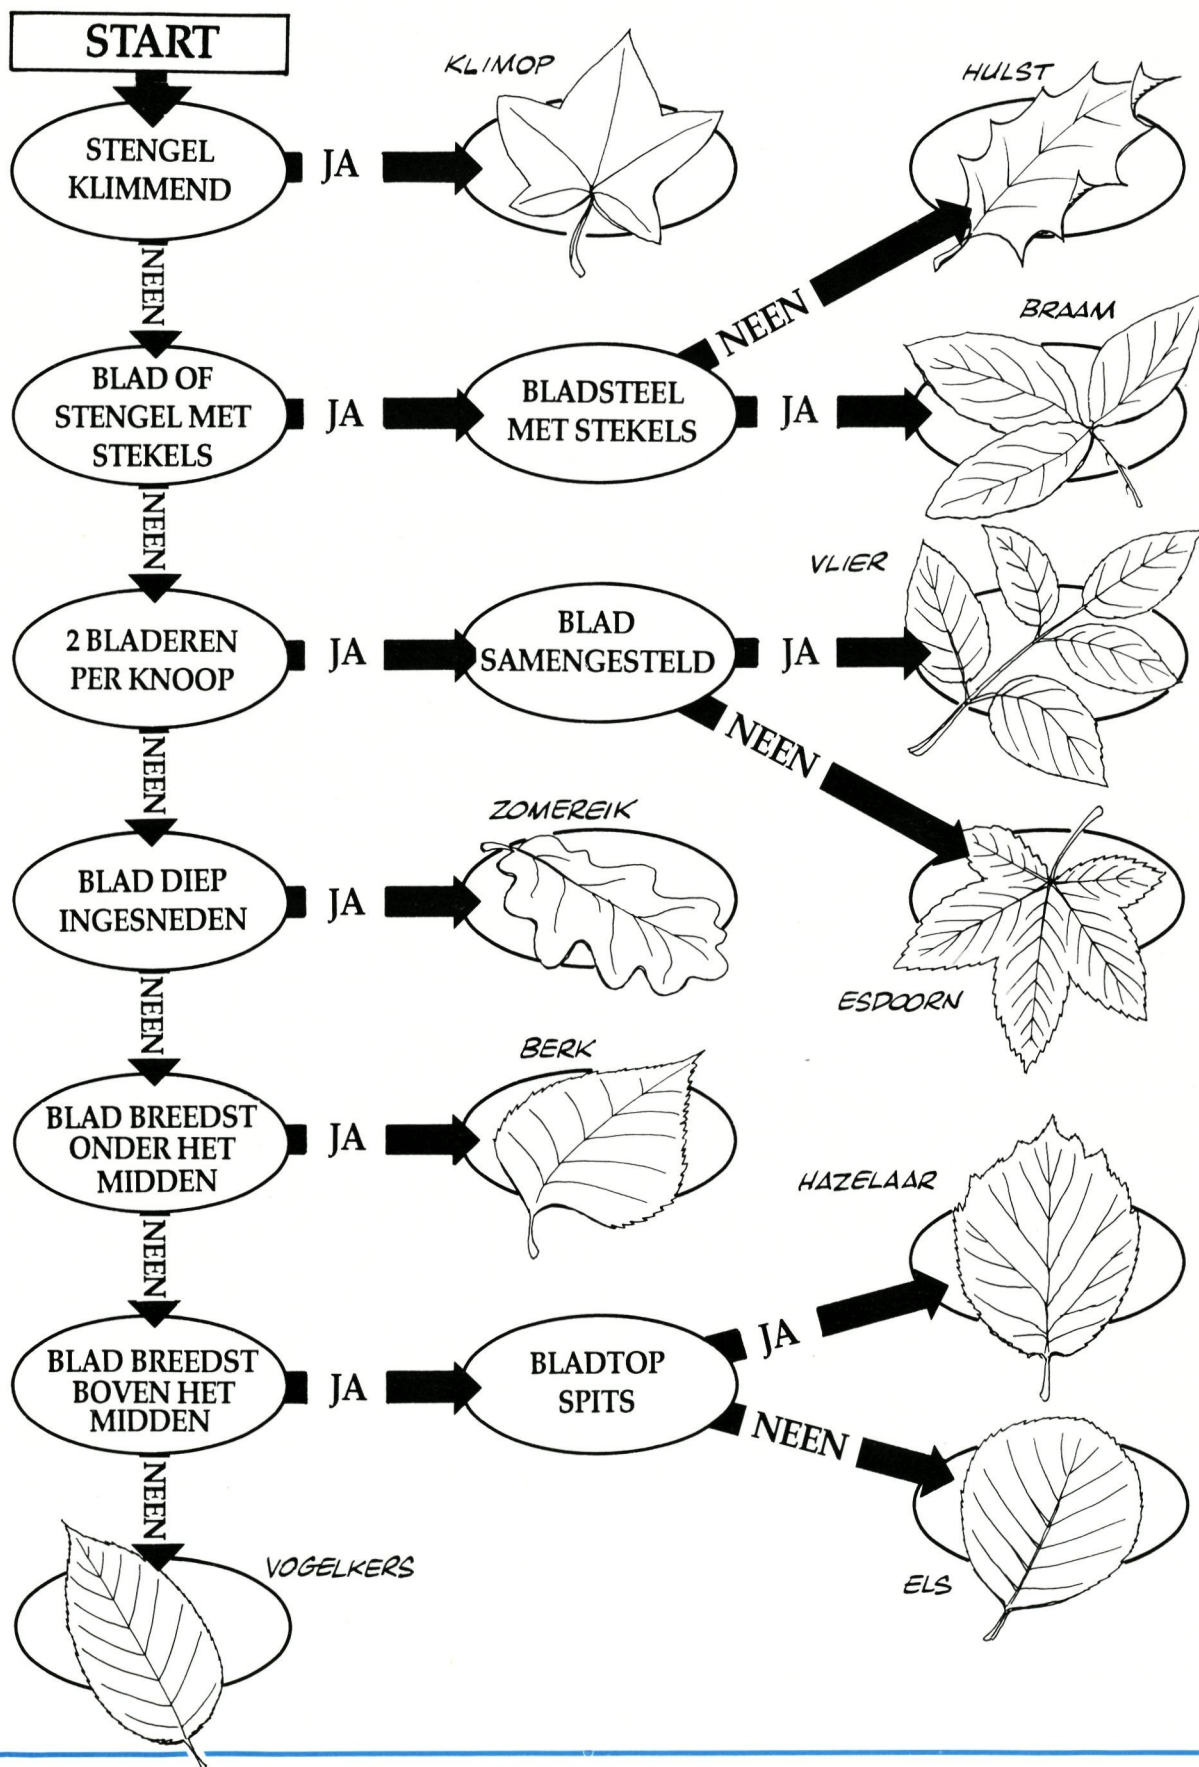 START
KLIMOP
HULST
STENGEL
KLIMMEND
JA
NEEN
NEEN
BRAAM
BLAD OF
STENGEL MET
STEKELS
JA
BLADSTEEL
MET STEKELS
JA
NEEN
VLIER
2 BLADEREN
PER KNOOP
JA
BLAD
SAMENGESTELD
JA
NEEN
NEEN
ZOMEREIK
BLAD DIEP
INGESNEDEN
JA
ESDOORN
NEEN
BERK
BLAD BREEDST
ONDER HET
MIDDEN
JA
HAZELAAR
NEEN
BLAD BREEDST
BOVEN HET
MIDDEN
JA
BLADTOP
SPITS
JA
NEEN
NEEN
VOGELKERS
ELS